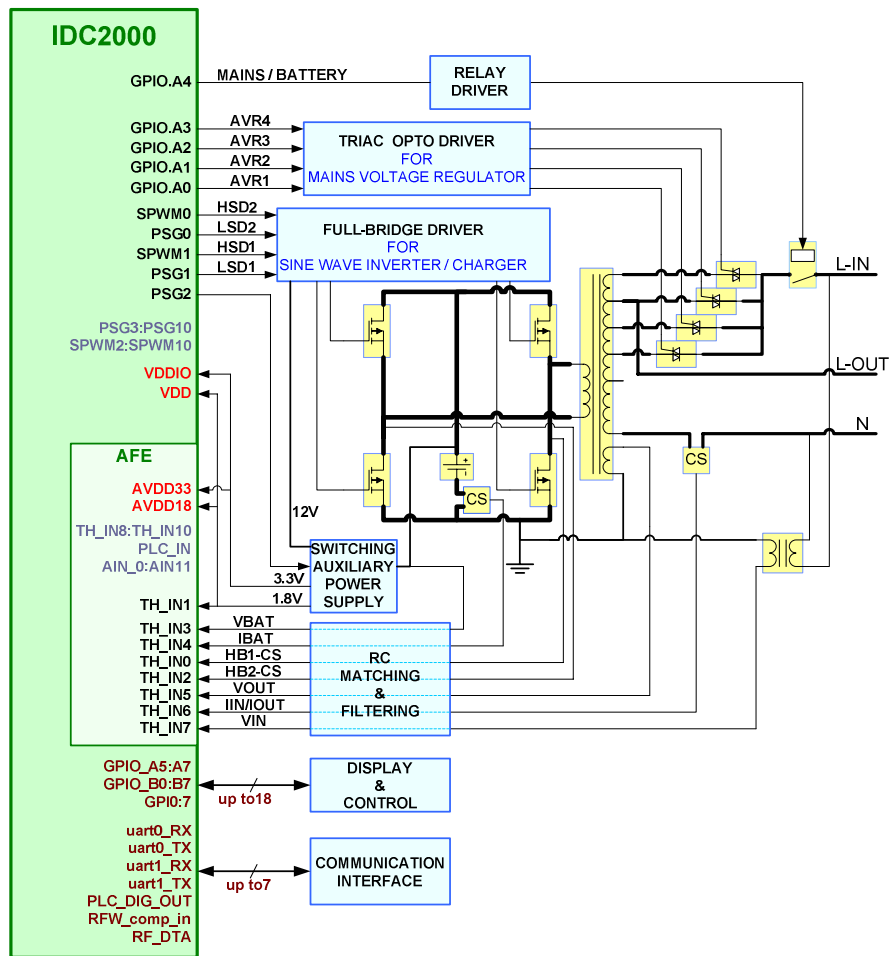 IDC2000
GPIO.A4
MAINS / BATTERY
RELAY
DRIVER
GPIO.A3
AVR4
GPIO.A2
AVR3
GPIO.A1
AVR2
GPIO.A0
AVR1
TRIAC OPTO DRIVER
FOR
MAINS VOLTAGE REGULATOR
SPWM0
HSD2
PSG0
LSD2
SPWM1
HSD1
PSG1
LSD1
PSG2
FULL-BRIDGE DRIVER
FOR
SINE WAVE INVERTER / CHARGER
L-IN
L-OUT
N
CS
CS
+
-
PSG3:PSG10
SPWM2:SPWM10
VDDIO
VDD
AFE
AVDD33
AVDD18
TH_IN8:TH_IN10
PLC_IN
AIN_0:AIN11
12V
SWITCHING
AUXILIARY
POWER
SUPPLY
3.3V
1.8V
TH_IN1
TH_IN3
VBAT
TH_IN4
IBAT
TH_IN0
HB1-CS
TH_IN2
HB2-CS
TH_IN5
VOUT
TH_IN6
IIN/IOUT
TH_IN7
VIN
RC
MATCHING
&
FILTERING
GPIO_A5:A7
GPIO_B0:B7
GPI0:7
up to18
DISPLAY
&
CONTROL
uart0_RX
uart0_TX
uart1_RX
uart1_TX
PLC_DIG_OUT
RFW_comp_in
RF_DTA
up to7
COMMUNICATION
INTERFACE